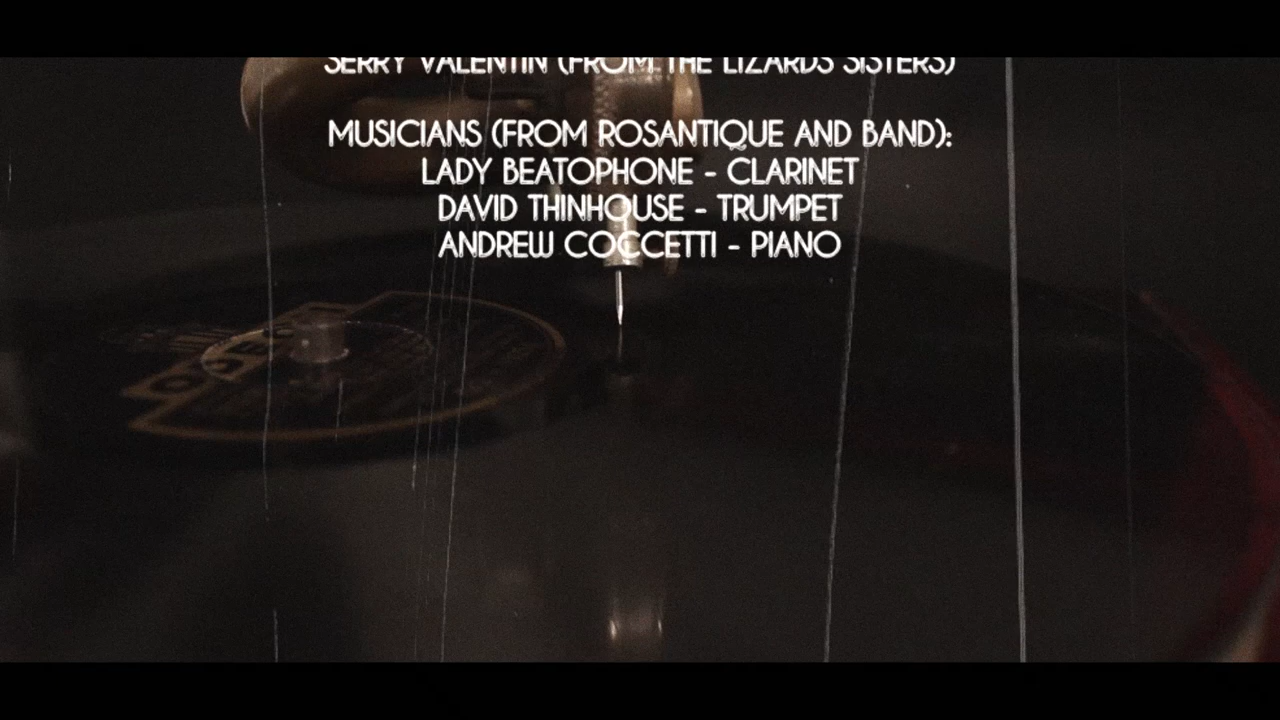 SERRY VALENTIN (FROM THE LIZARDS SISTERS)
MUSICIANS (FROM ROSANTIQUE AND BAND):
LADY BEATOPHONE - CLARINET
DAVID THINHOUSE - TRUMPET
ANDREW COCCETTI - PIANO